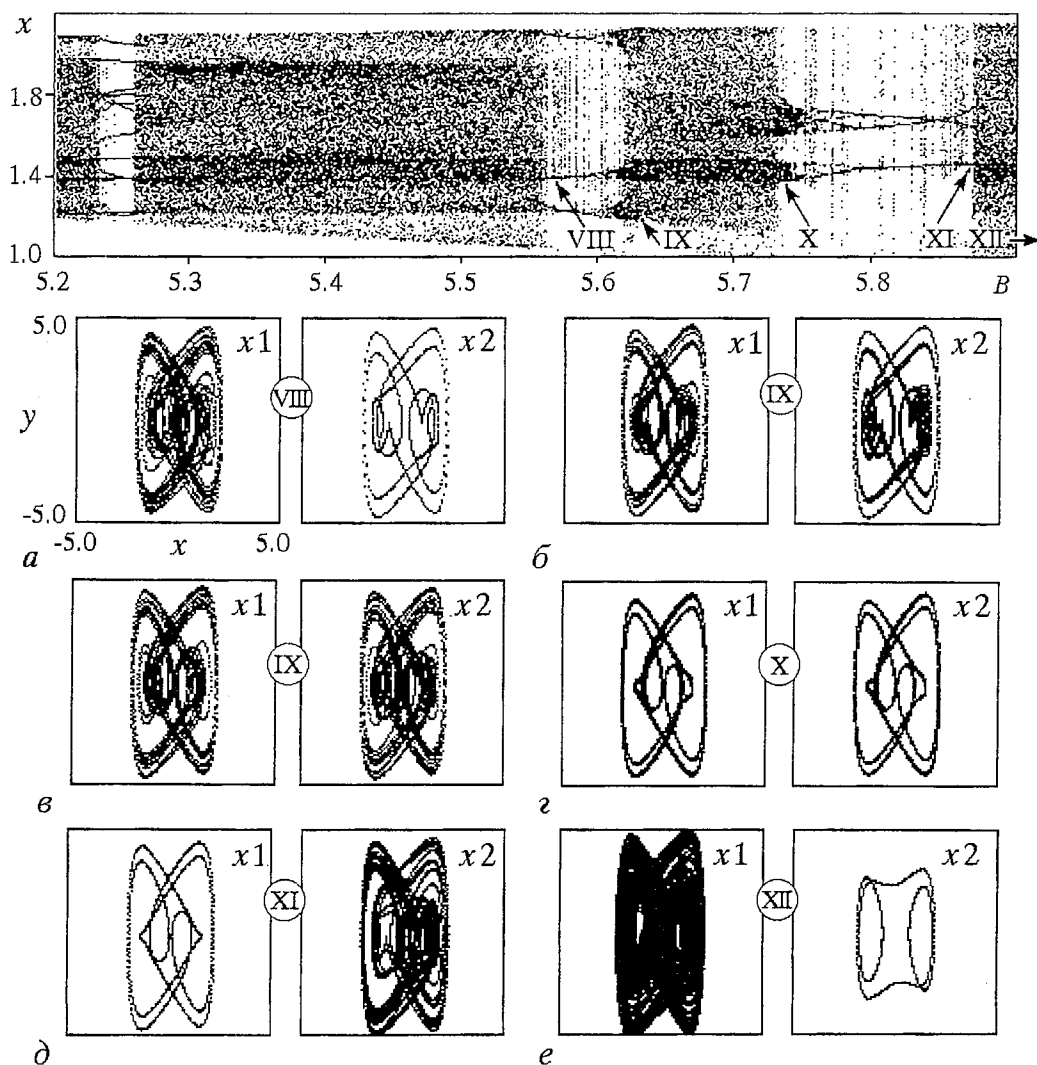 x
1.8
1.4
1.0
VIII IX X XI XII
5.2 5.3 5.4 5.5 5.6 5.7 5.8 B
5.0 x1 VIII x2 x1 IX x2
y
-5.0
а -5.0 x 5.0 б
x1 IX x2 x1 X x2
в г
x1 XI x2 x1 XII x2
д е